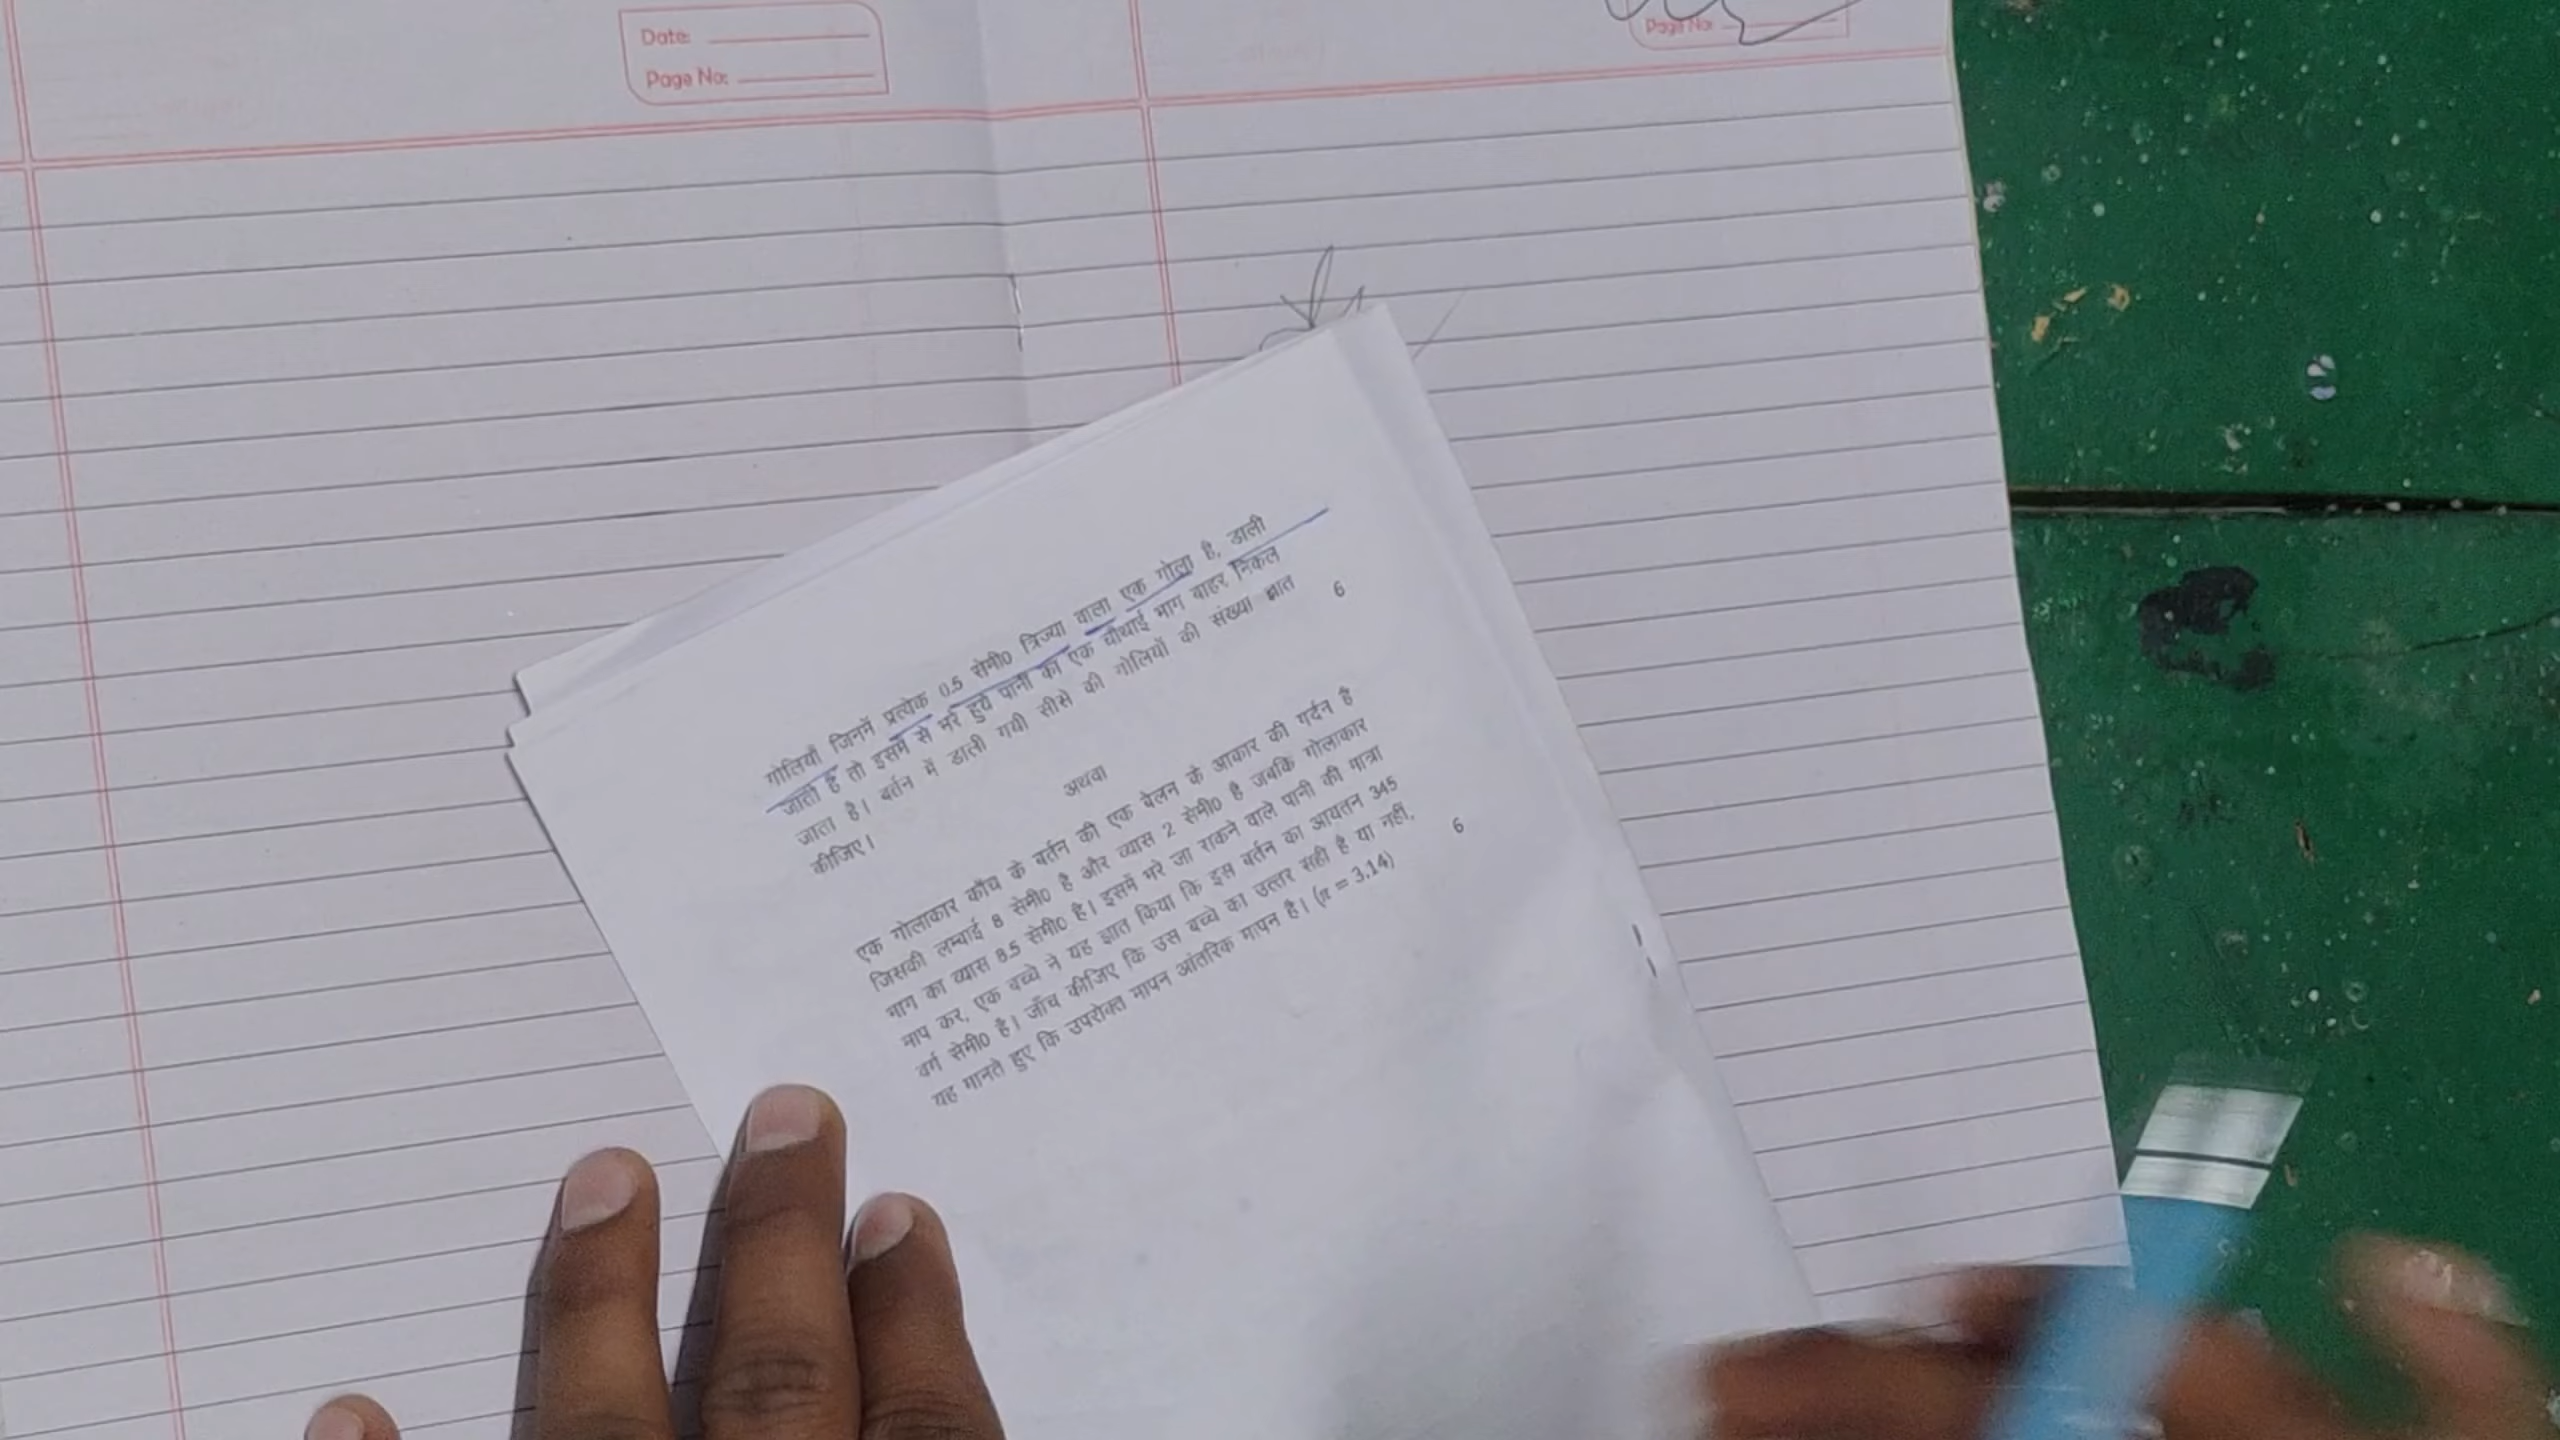 Date:
Page No:
Page No:
गोलियाँ जिनमें प्रत्येक 0.5 सेमी0 त्रिज्या वाला एक गोला है, डाली
जाती है तो इसमें से भरे हुये पानी का एक चौथाई भाग बाहर निकल
जाता है। बर्तन में डाली गयी सीसे की गोलियों की संख्या ज्ञात
कीजिए।
6
अथवा
एक गोलाकार काँच के बर्तन की एक बेलन के आकार की गर्दन है
जिसकी लम्बाई 8 सेमी0 है और व्यास 2 सेमी0 है जबकि गोलाकार
भाग का व्यास 8.5 सेमी0 है। इसमें भरे जा सकने वाले पानी की मात्रा
माप कर, एक बच्चे ने यह ज्ञात किया कि इस बर्तन का आयतन 345
वर्ग सेमी0 है। जाँच कीजिए कि उस बच्चे का उत्तर सही है या नहीं,
यह मानते हुए कि उपरोक्त मापन आंतरिक मापन है। (π = 3.14)
6